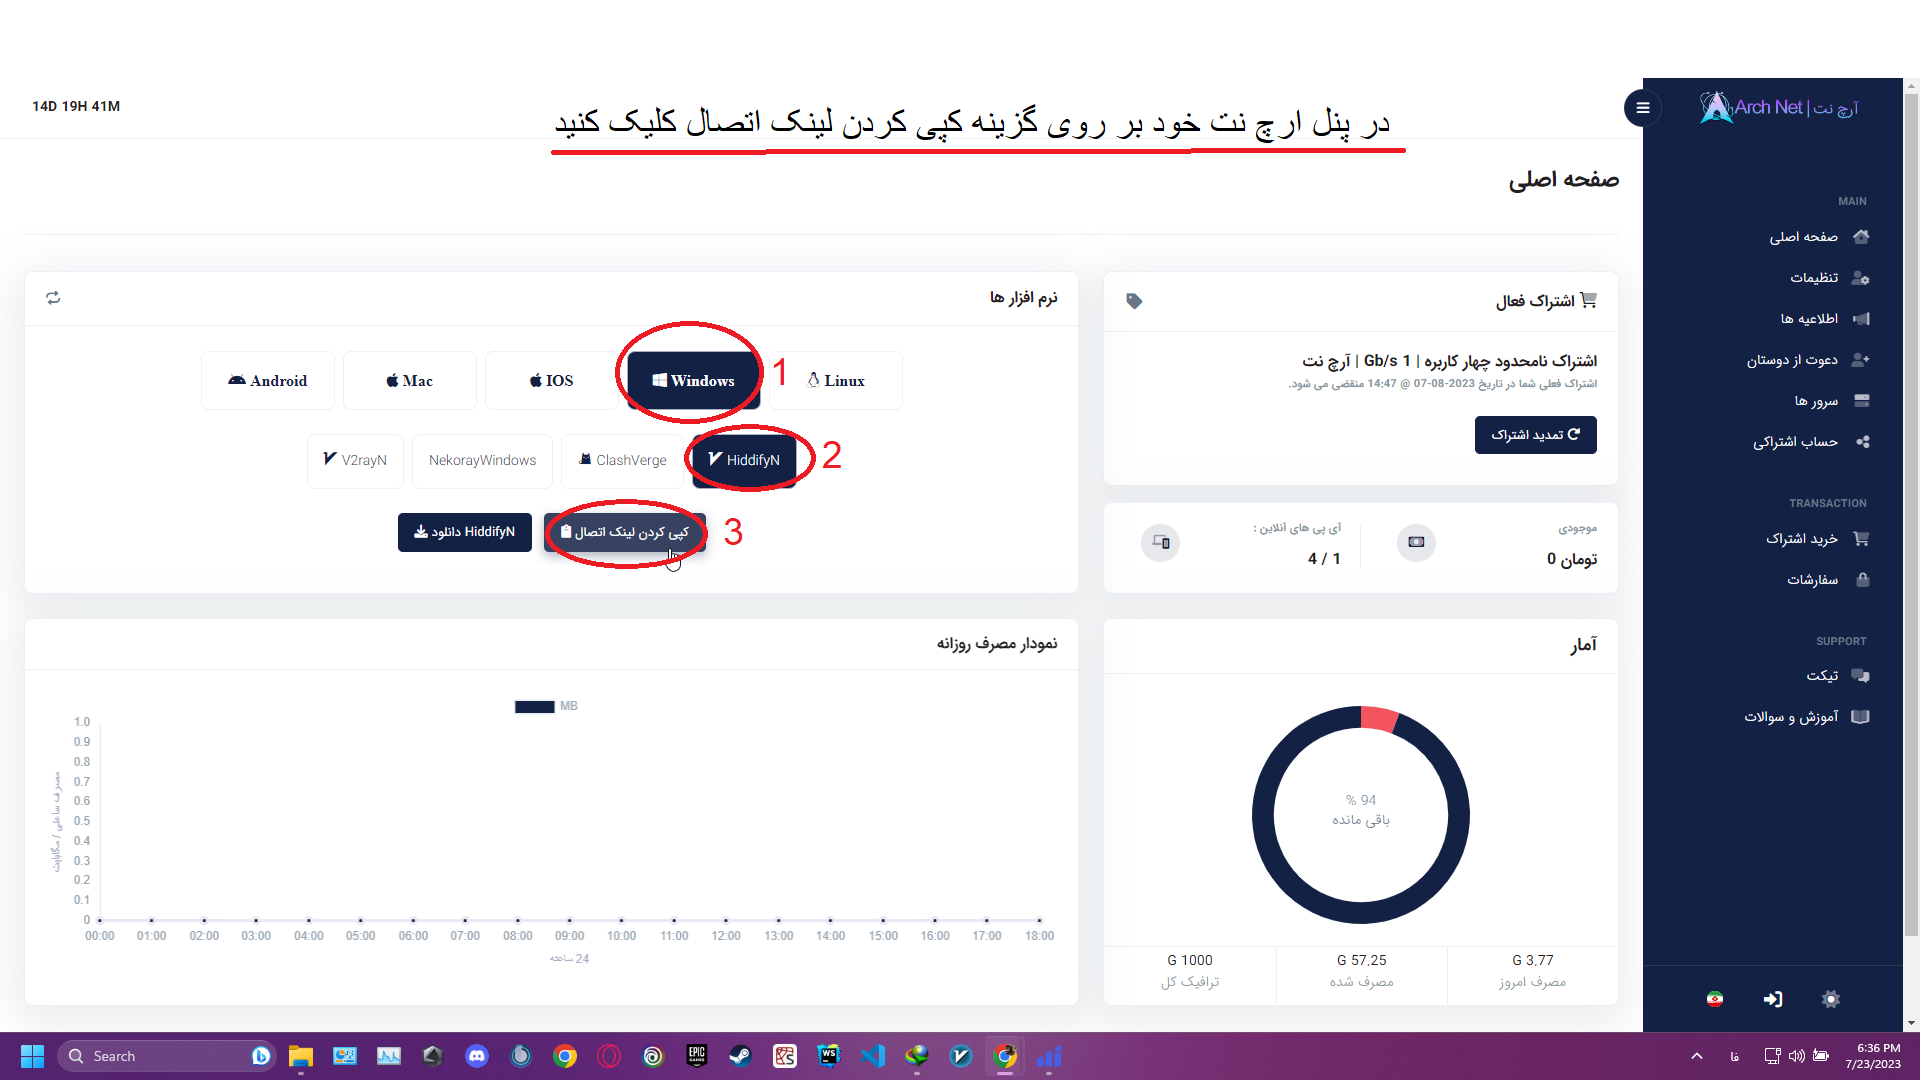 14D 19H 41M
در پنل ارچ نت خود بر روی گزینه کپی کردن لینک اتصال کلیک کنید
Arch Net | آرچ نت
صفحه اصلی
MAIN
صفحه اصلی
تنظیمات
اطلاعیه ها
دعوت از دوستان
سرور ها
حساب اشتراکی
TRANSACTION
خرید اشتراک
سفارشات
SUPPORT
تیکت
آموزش و سوالات
اشتراک فعال
اشتراک نامحدود چهار کاربره | 1 Gb/s | آرچ نت
اشتراک فعلی شما در تاریخ 2023-08-07 @ 14:47 منقضی می شود.
تمدید اشتراک
موجودی
0 تومان
آی پی های آنلاین :
4 / 1
نرم افزار ها
Android
Mac
IOS
Windows
1
Linux
V2rayN
NekorayWindows
ClashVerge
HiddifyN
2
دانلود HiddifyN
کپی کردن لینک اتصال
3
نمودار مصرف روزانه
MB
مصرف ساعتی / مگابایت
1.0
0.9
0.8
0.7
0.6
0.5
0.4
0.3
0.2
0.1
0
00:00 01:00 02:00 03:00 04:00 05:00 06:00 07:00 08:00 09:00 10:00 11:00 12:00 13:00 14:00 15:00 16:00 17:00 18:00
24 ساعته
آمار
% 94
باقی مانده
G 3.77
مصرف امروز
G 57.25
مصرف شده
G 1000
ترافیک کل
Search
EPIC GAMES
WS
فا
6:36 PM
7/23/2023